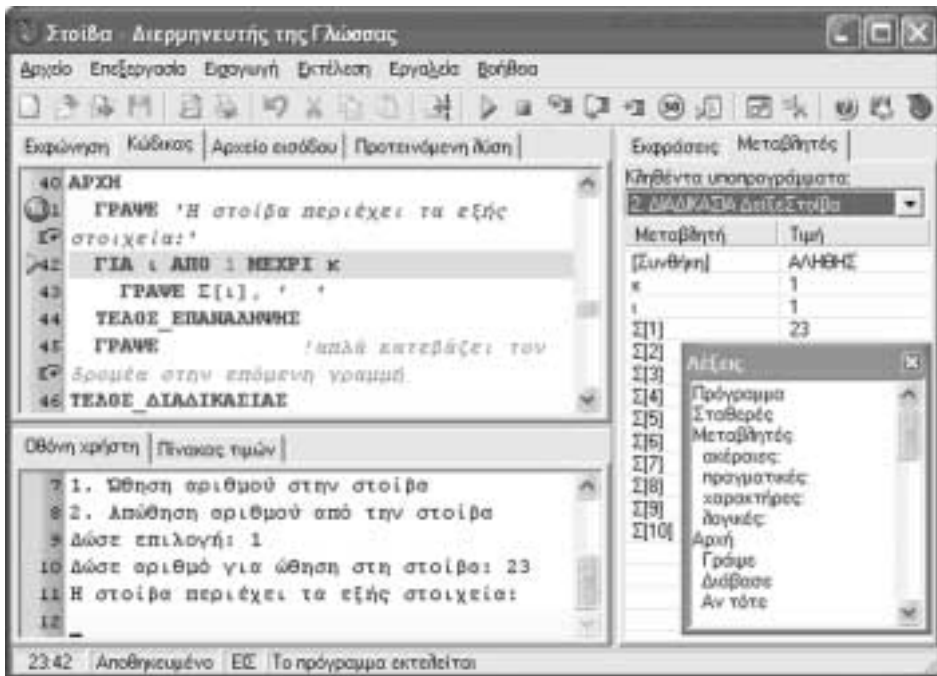 Στοίβα - Διερμηνευτής της Γλώσσας
Αρχείο Επεξεργασία Εισαγωγή Εκτέλεση Εργαλεία Βοήθεια
Εκφώνηση Κώδικας Αρχείο εισόδου Προτεινόμενη λύση
40 ΑΡΧΗ
ΓΡΑΨΕ 'Η στοίβα περιέχει τα εξής
στοιχεία:'
42 ΓΙΑ ι ΑΠΟ 1 ΜΕΧΡΙ κ
43 ΓΡΑΨΕ Σ[ι], ' '
44 ΤΕΛΟΣ_ΕΠΑΝΑΛΗΨΗΣ
45 ΓΡΑΨΕ !απλά κατεβάζει τον
δρομέα στην επόμενη γραμμή
46 ΤΕΛΟΣ_ΔΙΑΔΙΚΑΣΙΑΣ
Οθόνη χρήστη Πίνακας τιμών
7 1. Ώθηση αριθμού στην στοίβα
8 2. Απώθηση αριθμού από την στοίβα
9 Δώσε επιλογή: 1
10 Δώσε αριθμό για ώθηση στη στοίβα: 23
11 Η στοίβα περιέχει τα εξής στοιχεία:
12
Εκφράσεις Μεταβλητές
Κληθέντα υποπρογράμματα:
2. ΔΙΑΔΙΚΑΣΙΑ ΔείξεΣτοίβα
Μεταβλητή Τιμή
[Συνθήκη] ΑΛΗΘΗΣ
κ 1
ι 1
Σ[1] 23
Σ[2]
Σ[3]
Σ[4]
Σ[5]
Σ[6]
Σ[7]
Σ[8]
Σ[9]
Σ[10]
Λέξεις
Πρόγραμμα
Σταθερές
Μεταβλητές
ακέραιες:
πραγματικές:
χαρακτήρες:
λογικές:
Αρχή
Γράψε
Διάβασε
Αν τότε
23:42 Αποθηκευμένο ΕΙΣ Το πρόγραμμα εκτελείται